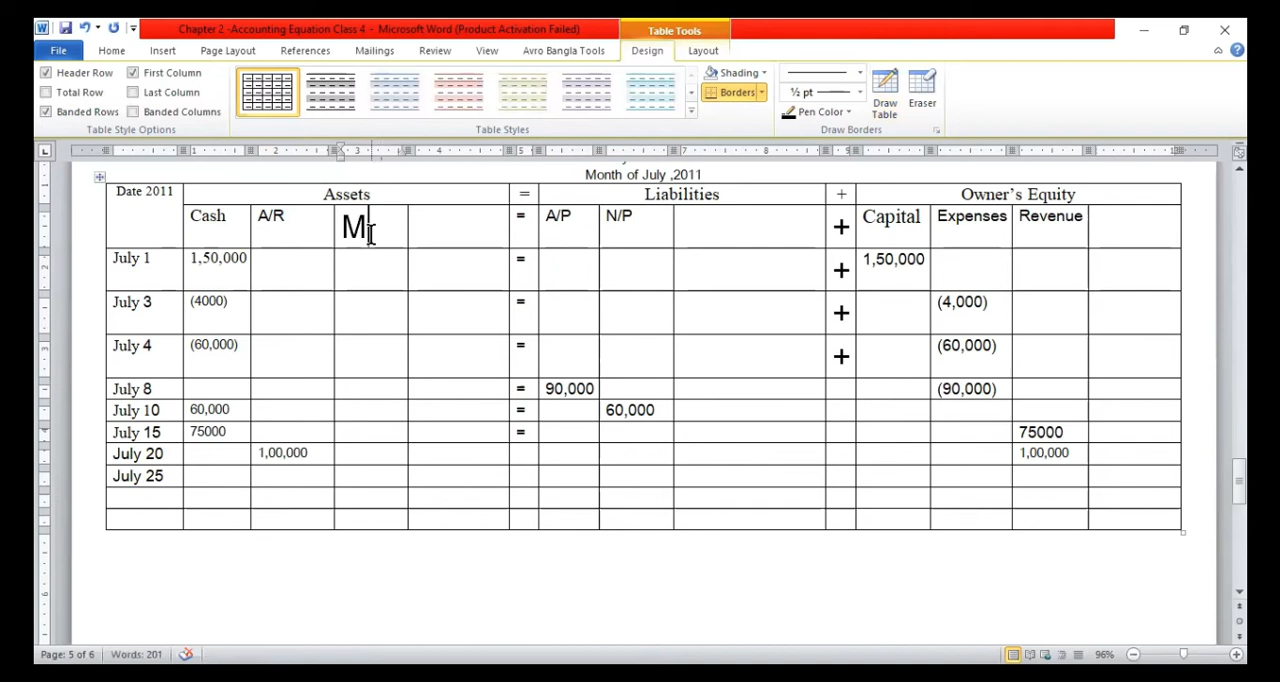 Chapter 2 -Accounting Equation Class 4 - Microsoft Word (Product Activation Failed)
Table Tools
File Home Insert Page Layout References Mailings Review View Avro Bangla Tools Design Layout
Header Row First Column Shading
Total Row Last Column Borders ½ pt
Banded Rows Banded Columns Pen Color Draw Table Eraser
Table Style Options Table Styles Draw Borders
Month of July ,2011
Date 2011 Assets = Liabilities + Owner's Equity
Cash A/R M = A/P N/P + Capital Expenses Revenue
July 1 1,50,000 = + 1,50,000
July 3 (4000) = + (4,000)
July 4 (60,000) = + (60,000)
July 8 = 90,000 (90,000)
July 10 60,000 = 60,000
July 15 75000 = 75000
July 20 1,00,000 1,00,000
July 25
Page: 5 of 6 Words: 201 96%